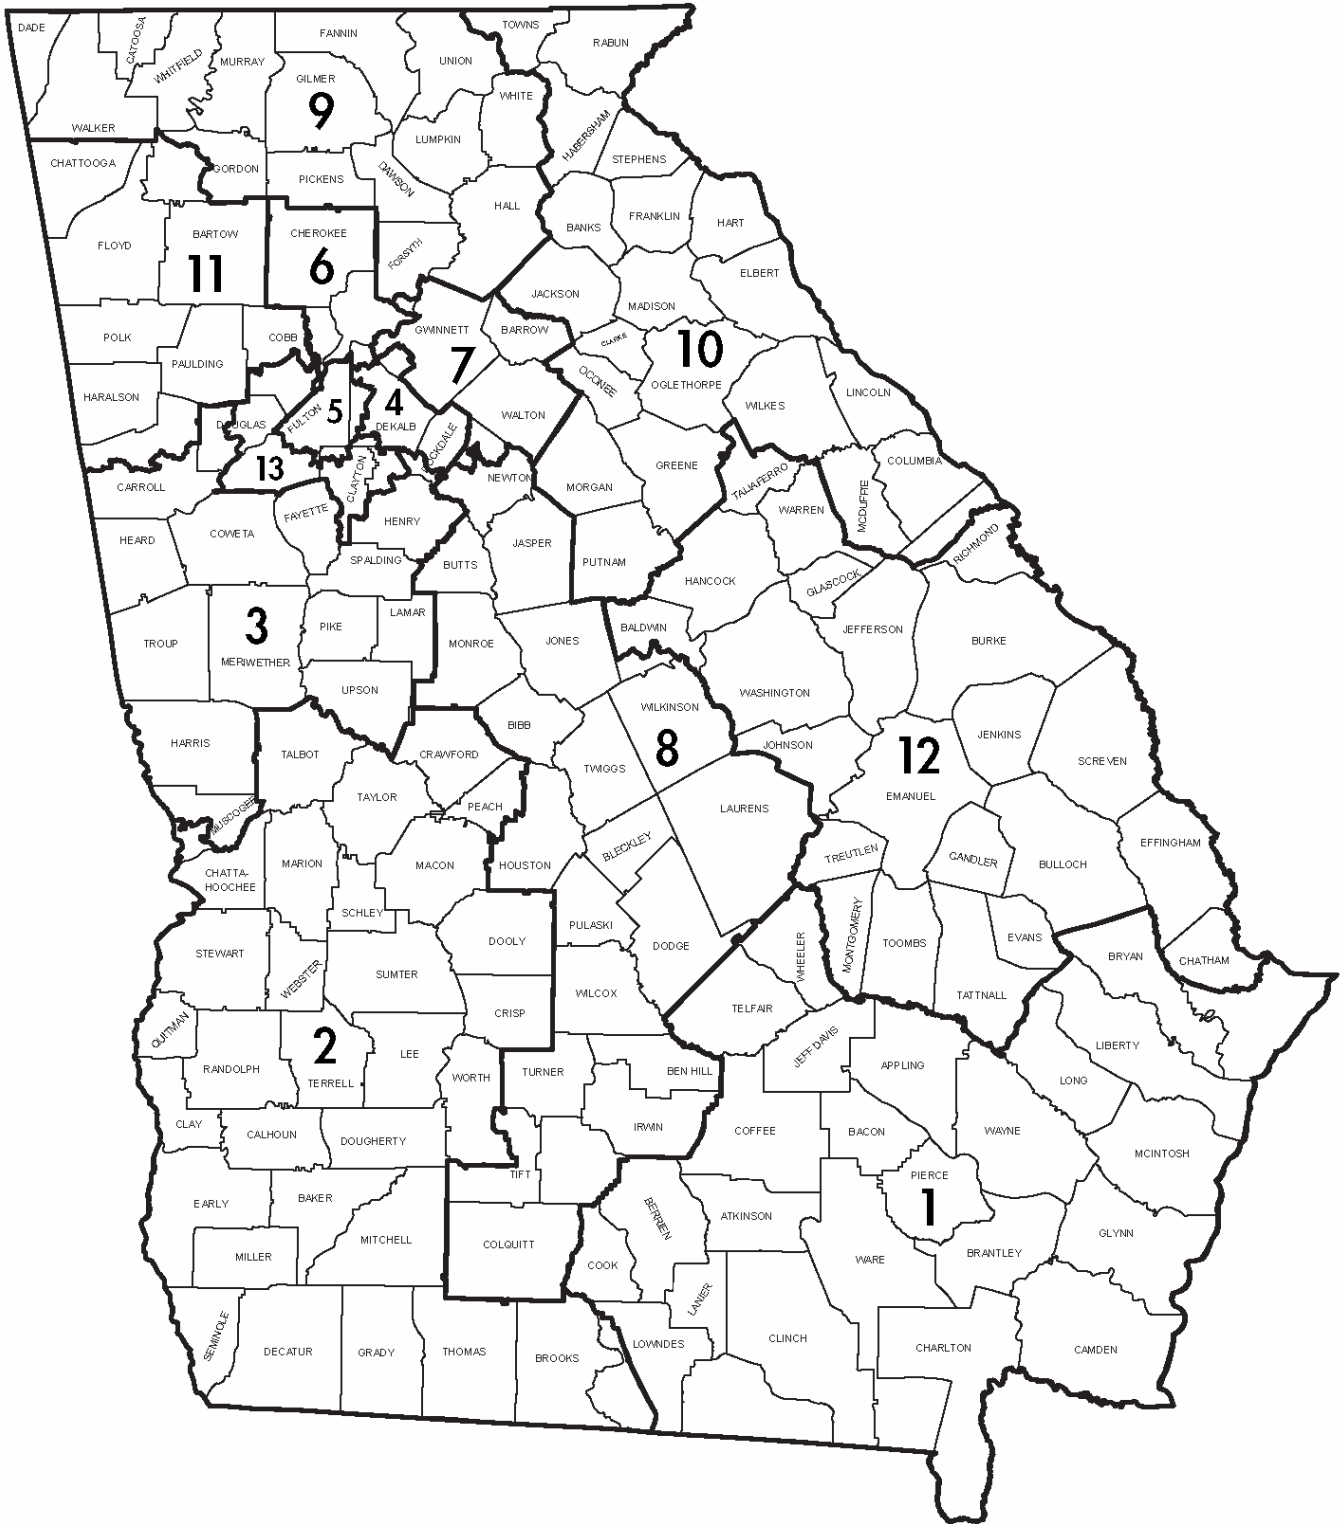 DADE
CATOOSA
WHITFIELD
MURRAY
FANNIN
UNION
TOWNS
RABUN
GILMER
9
WHITE
WALKER
LUMPKIN
HABERSHAM
CHATTOOGA
GORDON
PICKENS
DAWSON
STEPHENS
HALL
BANKS
FRANKLIN
HART
FLOYD
BARTOW
11
CHEROKEE
6
FORSYTH
ELBERT
JACKSON
MADISON
POLK
COBB
GWINNETT
7
BARROW
CLARKE
10
PAULDING
OCONEE
OGLETHORPE
HARALSON
LINCOLN
WILKES
DOUGLAS
FULTON
5
4
DEKALB
ROCKDALE
WALTON
13
CLAYTON
NEWTON
GREENE
TALIAFERRO
COLUMBIA
CARROLL
MORGAN
MCDUFFIE
WARREN
FAYETTE
HENRY
COWETA
HEARD
JASPER
RICHMOND
SPALDING
BUTTS
PUTNAM
HANCOCK
GLASCOCK
TROUP
3
MERIWETHER
PIKE
LAMAR
MONROE
JONES
BALDWIN
JEFFERSON
BURKE
UPSON
WASHINGTON
WILKINSON
HARRIS
TALBOT
CRAWFORD
BIBB
TWIGGS
8
JOHNSON
12
JENKINS
SCREVEN
TAYLOR
PEACH
LAURENS
EMANUEL
MUSCOGEE
BLECKLEY
TREUTLEN
CANDLER
BULLOCH
EFFINGHAM
CHATTA-
HOOCHEE
MARION
MACON
HOUSTON
SCHLEY
PULASKI
MONTGOMERY
TOOMBS
EVANS
STEWART
WEBSTER
DOOLY
DODGE
WHEELER
BRYAN
CHATHAM
SUMTER
WILCOX
TATTNALL
QUITMAN
CRISP
TELFAIR
RANDOLPH
2
TERRELL
LEE
WORTH
TURNER
BEN HILL
JEFF DAVIS
APPLING
LIBERTY
LONG
CLAY
CALHOUN
DOUGHERTY
IRWIN
COFFEE
BACON
WAYNE
MCINTOSH
TIFT
EARLY
BAKER
BERRIEN
ATKINSON
PIERCE
1
MITCHELL
COLQUITT
COOK
WARE
BRANTLEY
GLYNN
MILLER
LANIER
SEMINOLE
DECATUR
GRADY
THOMAS
BROOKS
LOWNDES
CLINCH
CHARLTON
CAMDEN